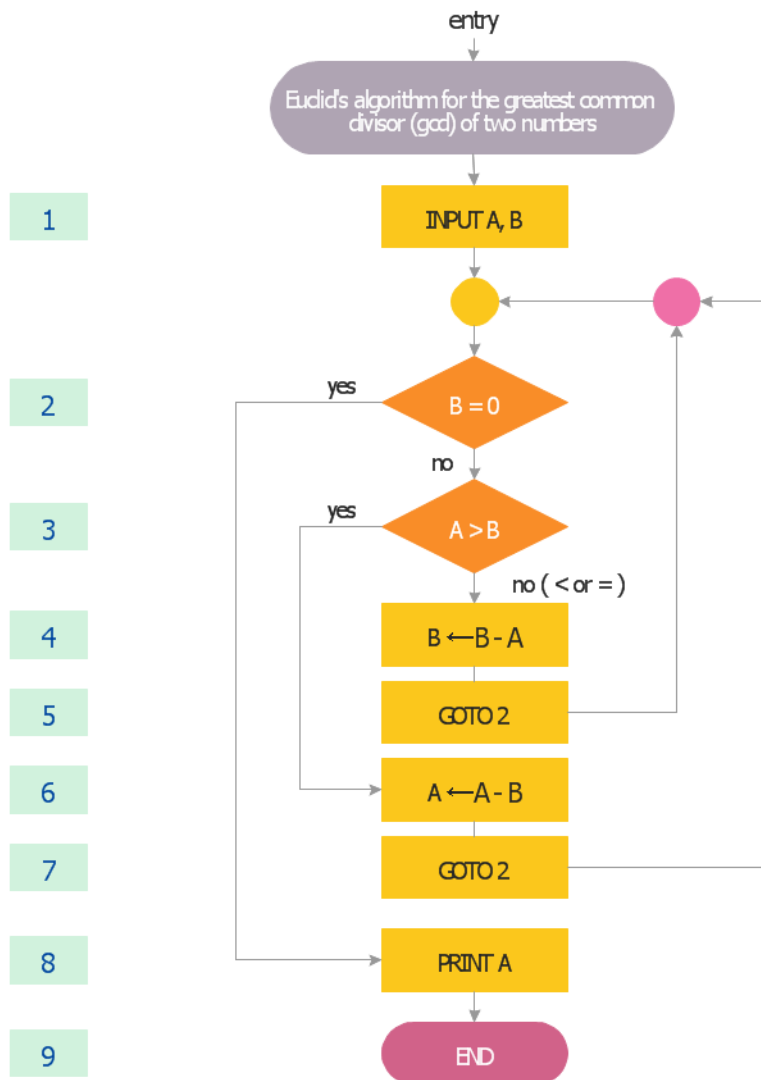 entry
Euclid's algorithm for the greatest common
divisor (gcd) of two numbers
1
INPUT A, B
2
yes
B = 0
no
3
yes
A > B
no ( < or = )
4
B ← B - A
5
GOTO 2
6
A ← A - B
7
GOTO 2
8
PRINT A
9
END